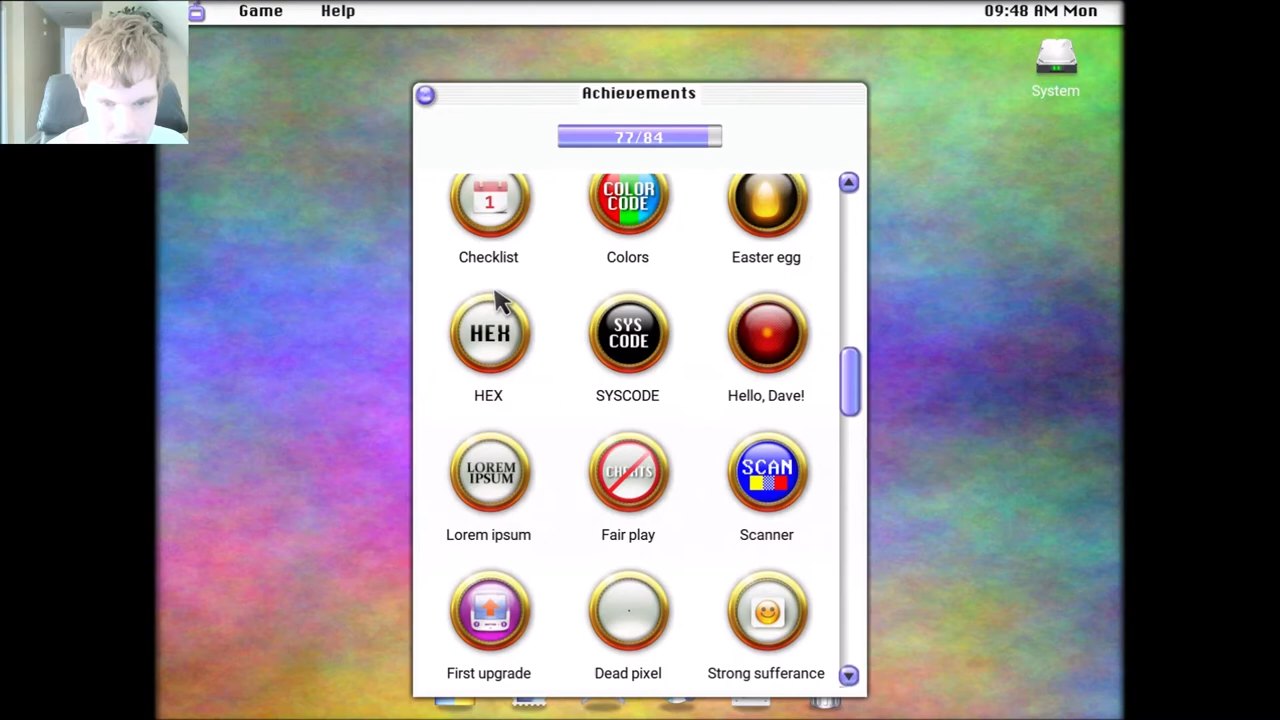 Game Help 09:48 AM Mon
System
Achievements
77/84
1
COLOR
CODE
Checklist Colors Easter egg
HEX
SYS
CODE
HEX SYSCODE Hello, Dave!
LOREM
IPSUM
CHEATS
SCAN
Lorem ipsum Fair play Scanner
First upgrade Dead pixel Strong sufferance